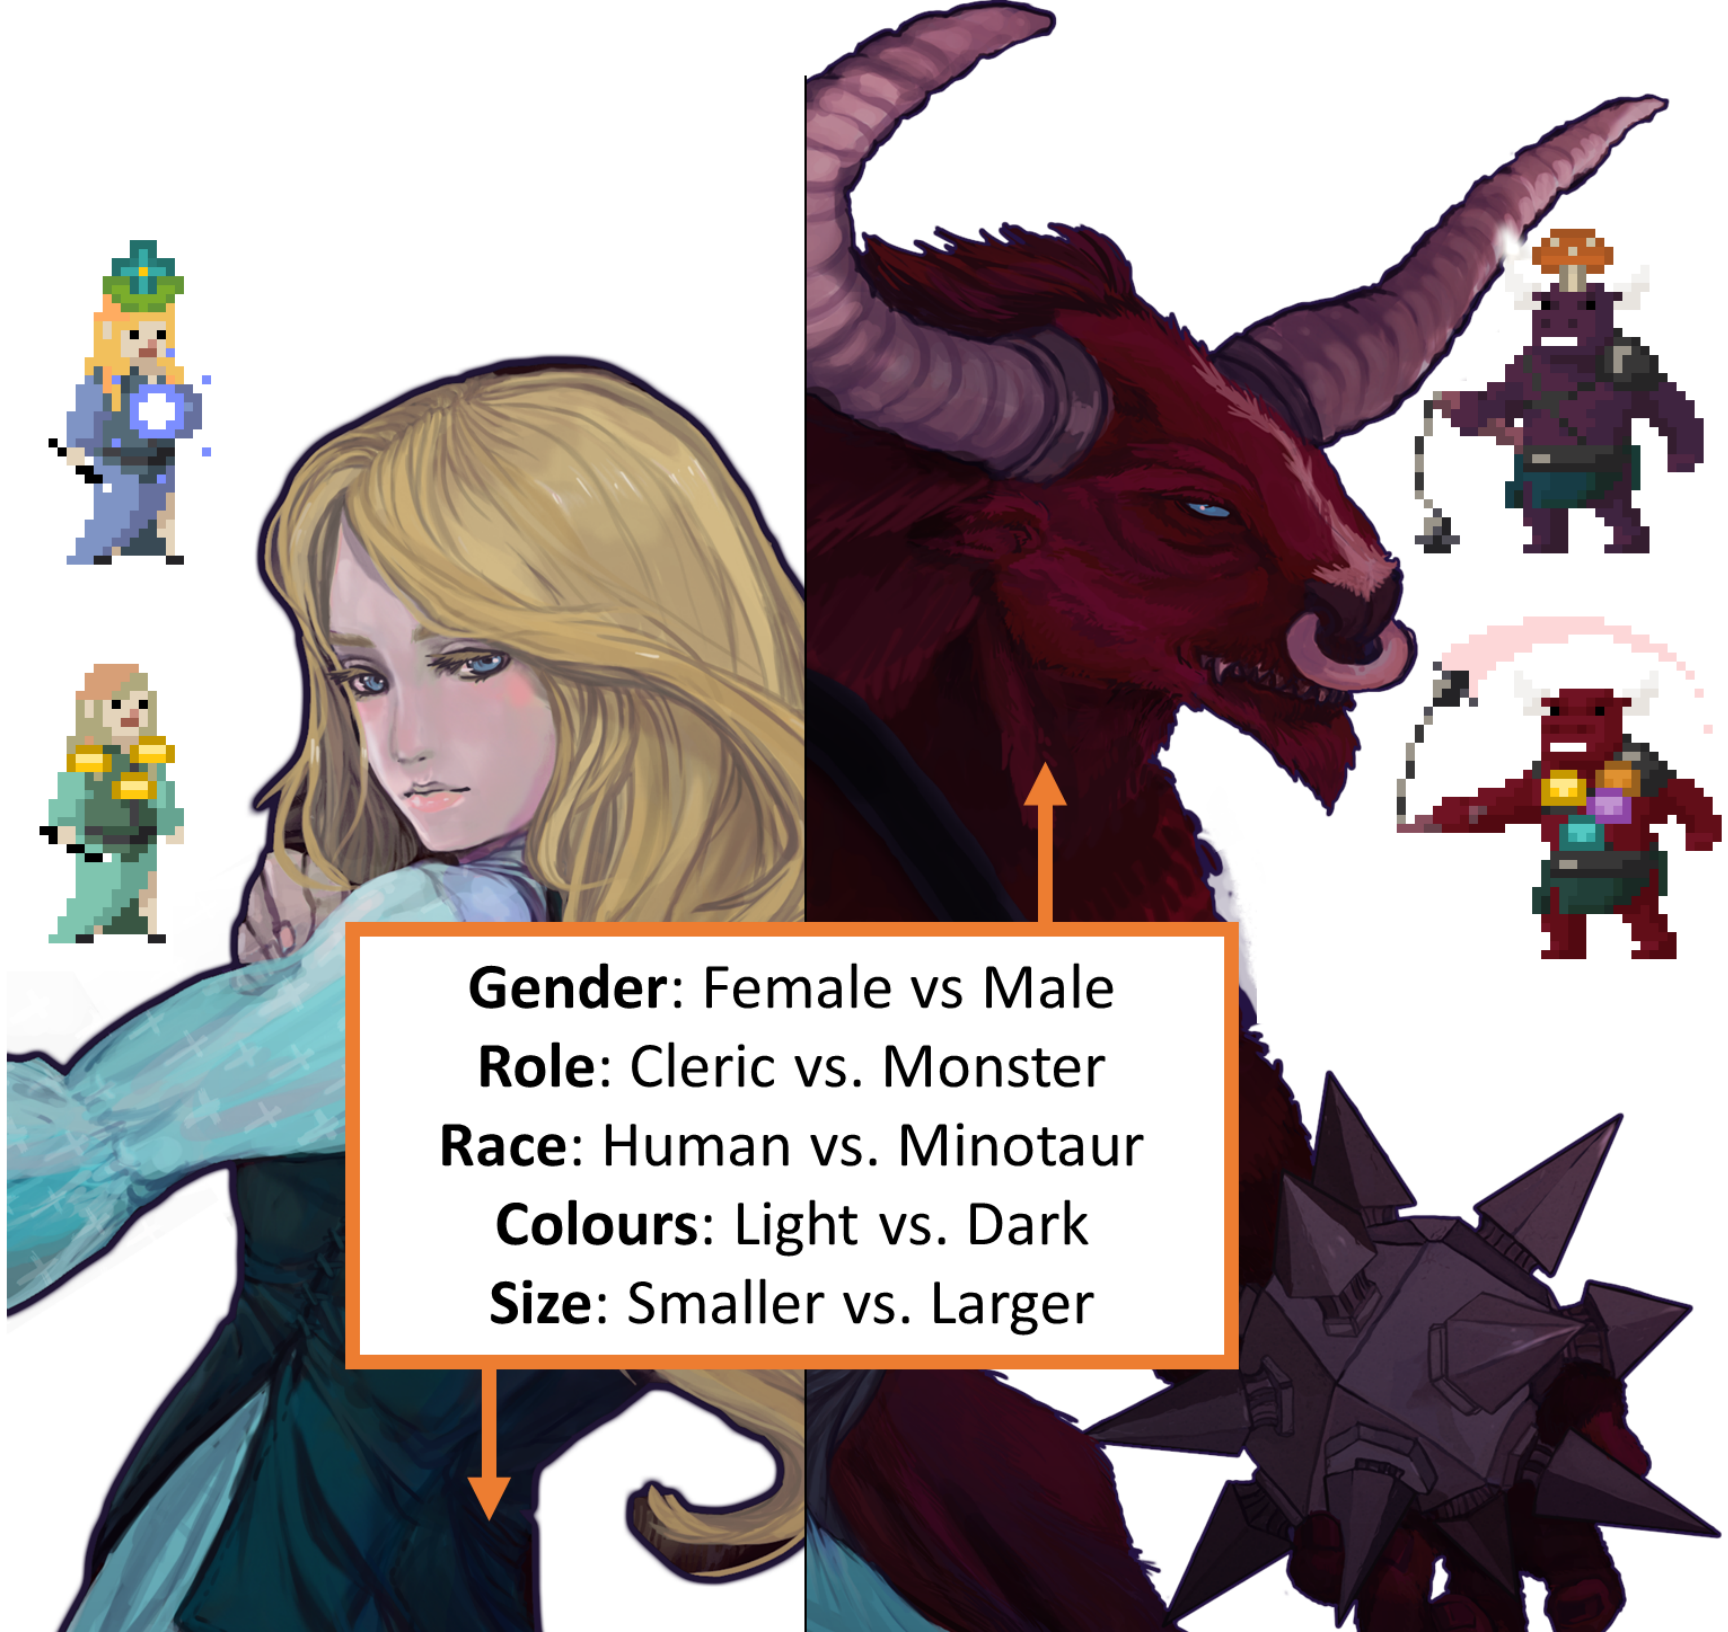 Gender: Female vs Male
Role: Cleric vs. Monster
Race: Human vs. Minotaur
Colours: Light vs. Dark
Size: Smaller vs. Larger